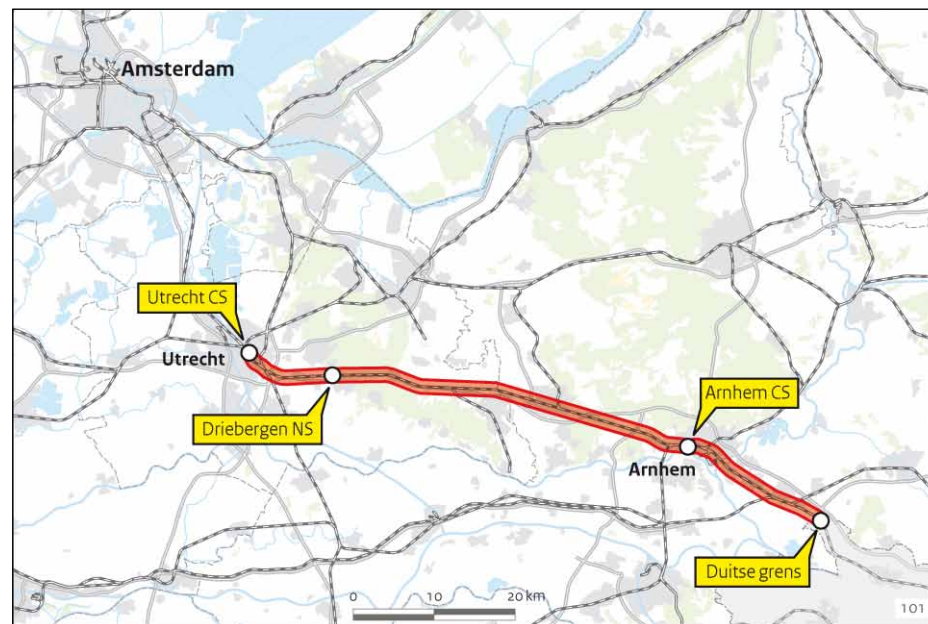 Amsterdam
Utrecht CS
Utrecht
Driebergen NS
Arnhem CS
Arnhem
Duitse grens
0 10 20 km
101